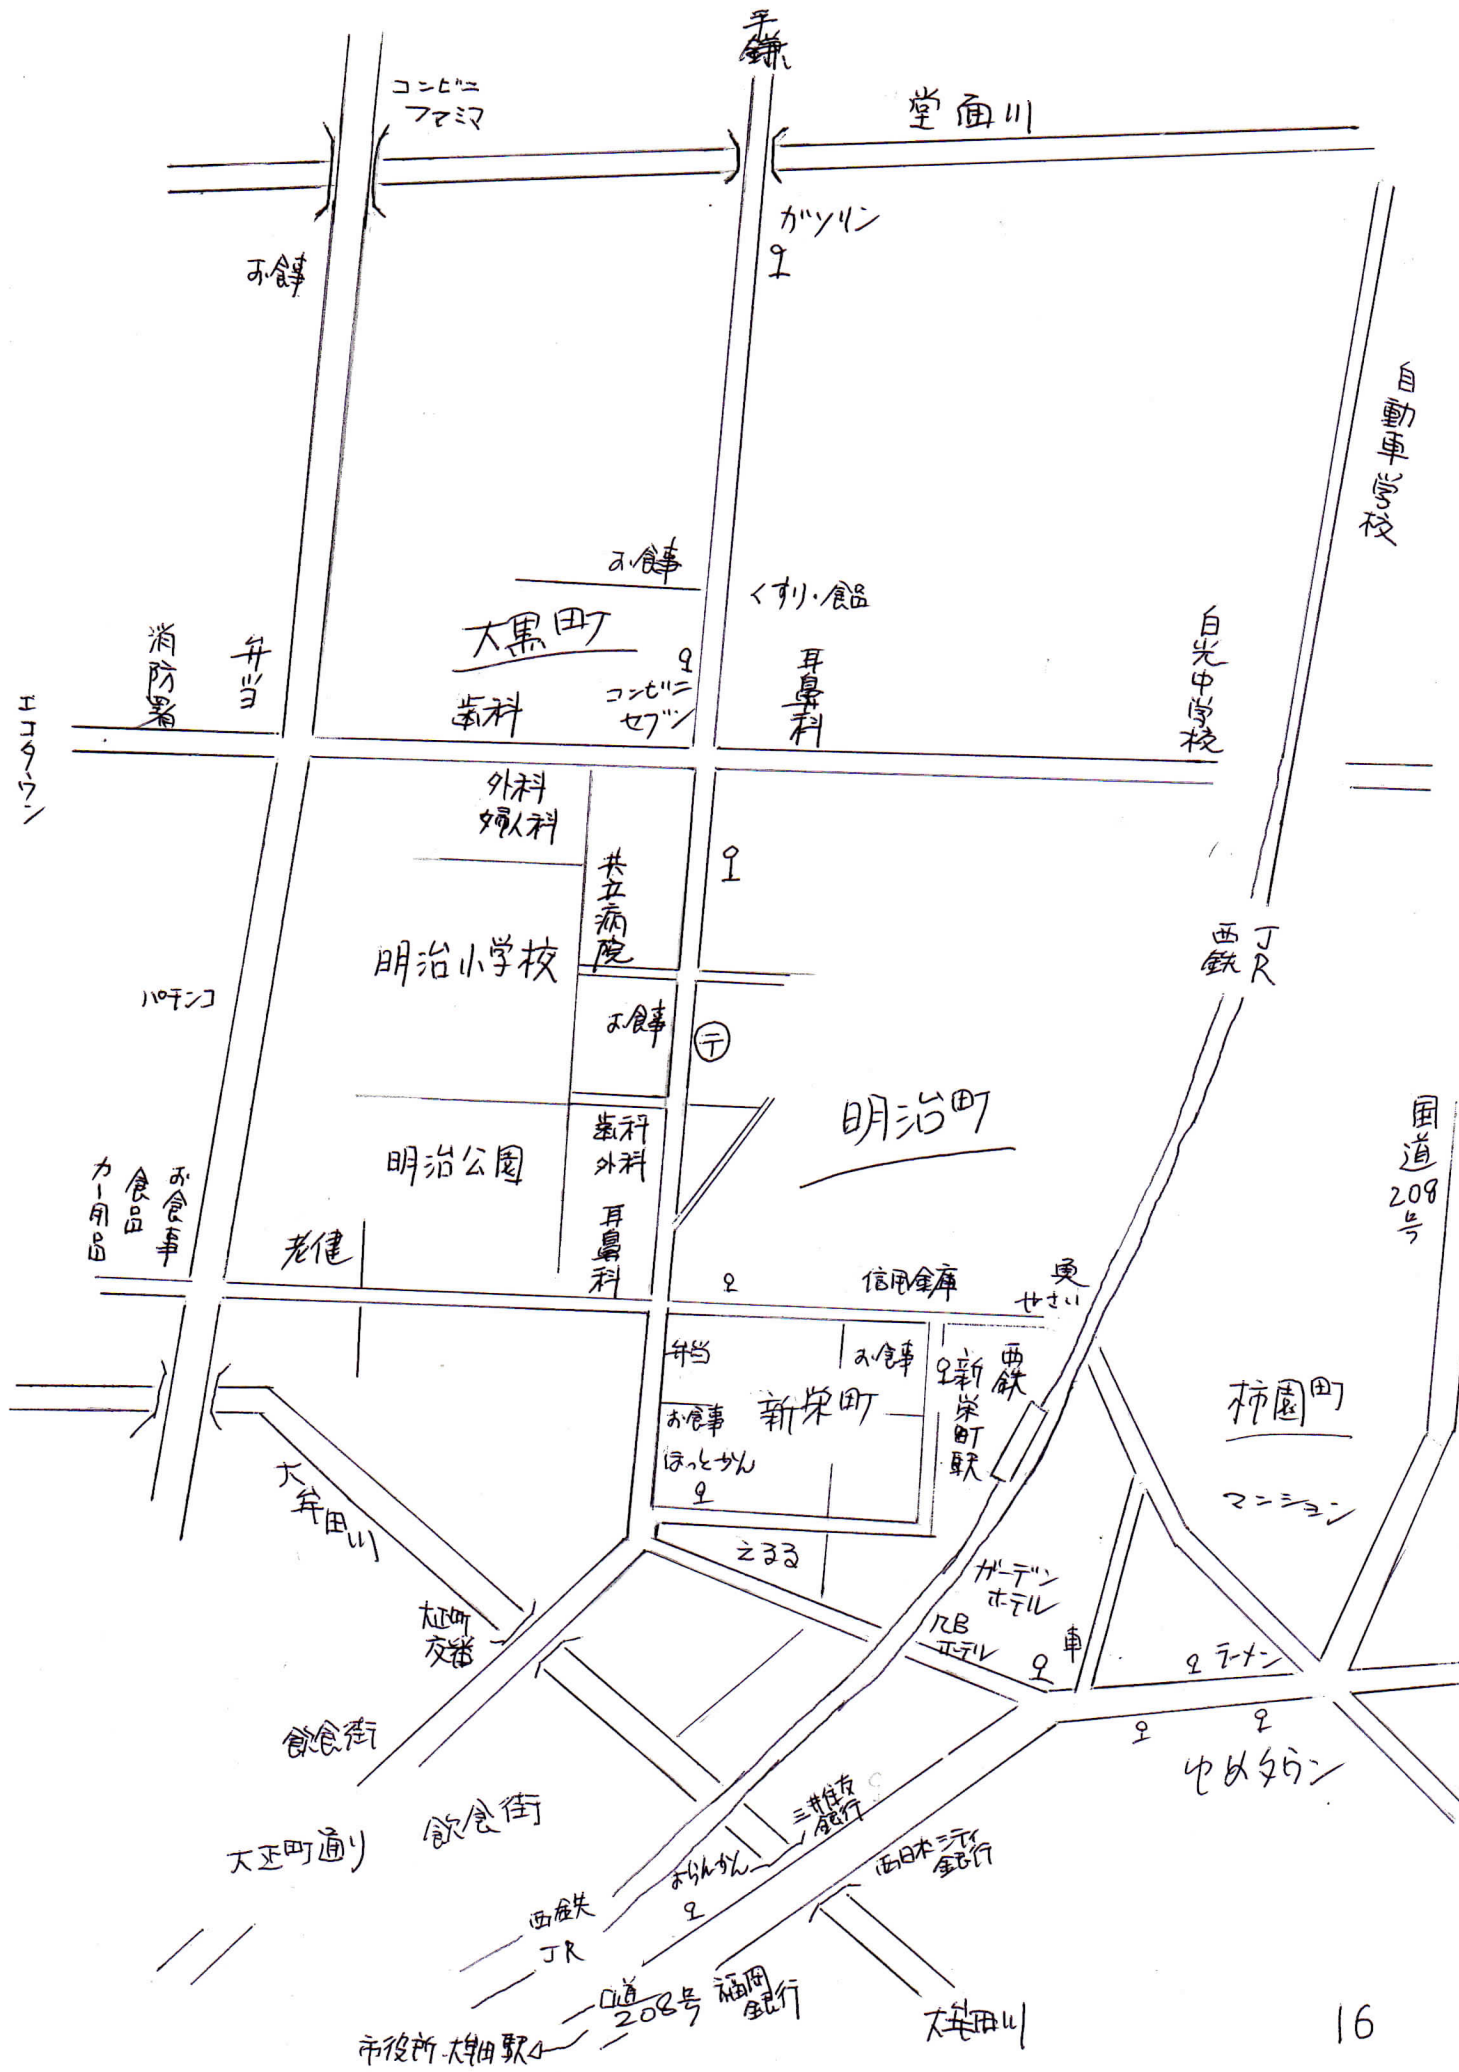 手鎌
コンビニ
ファミマ
堂面川
ガソリン
お食事
自動車学校
お食事
くすり・食品
大黒町
消防署
弁当
歯科
コンビニ
セブン
耳鼻科
白光中学校
エコタウン
外科
婦人科
共立病院
西鉄
JR
明治小学校
パチンコ
お食事
〒
明治町
国道208号
歯科
外科
明治公園
お食事
食品
カー用品
老健
耳鼻科
信用金庫
やさい
弁当
お食事
西鉄
新栄町駅
柿園町
お食事
新栄町
ほっとかん
マンション
大牟田川
えるる
ガーデン
ホテル
大正町
交番
ホテル
車
ラーメン
飲食街
ゆめタウン
三井住友
銀行
大正町通り
飲食街
西日本シティ
銀行
西鉄
JR
208号
福岡
銀行
大牟田川
市役所・大牟田駅
16